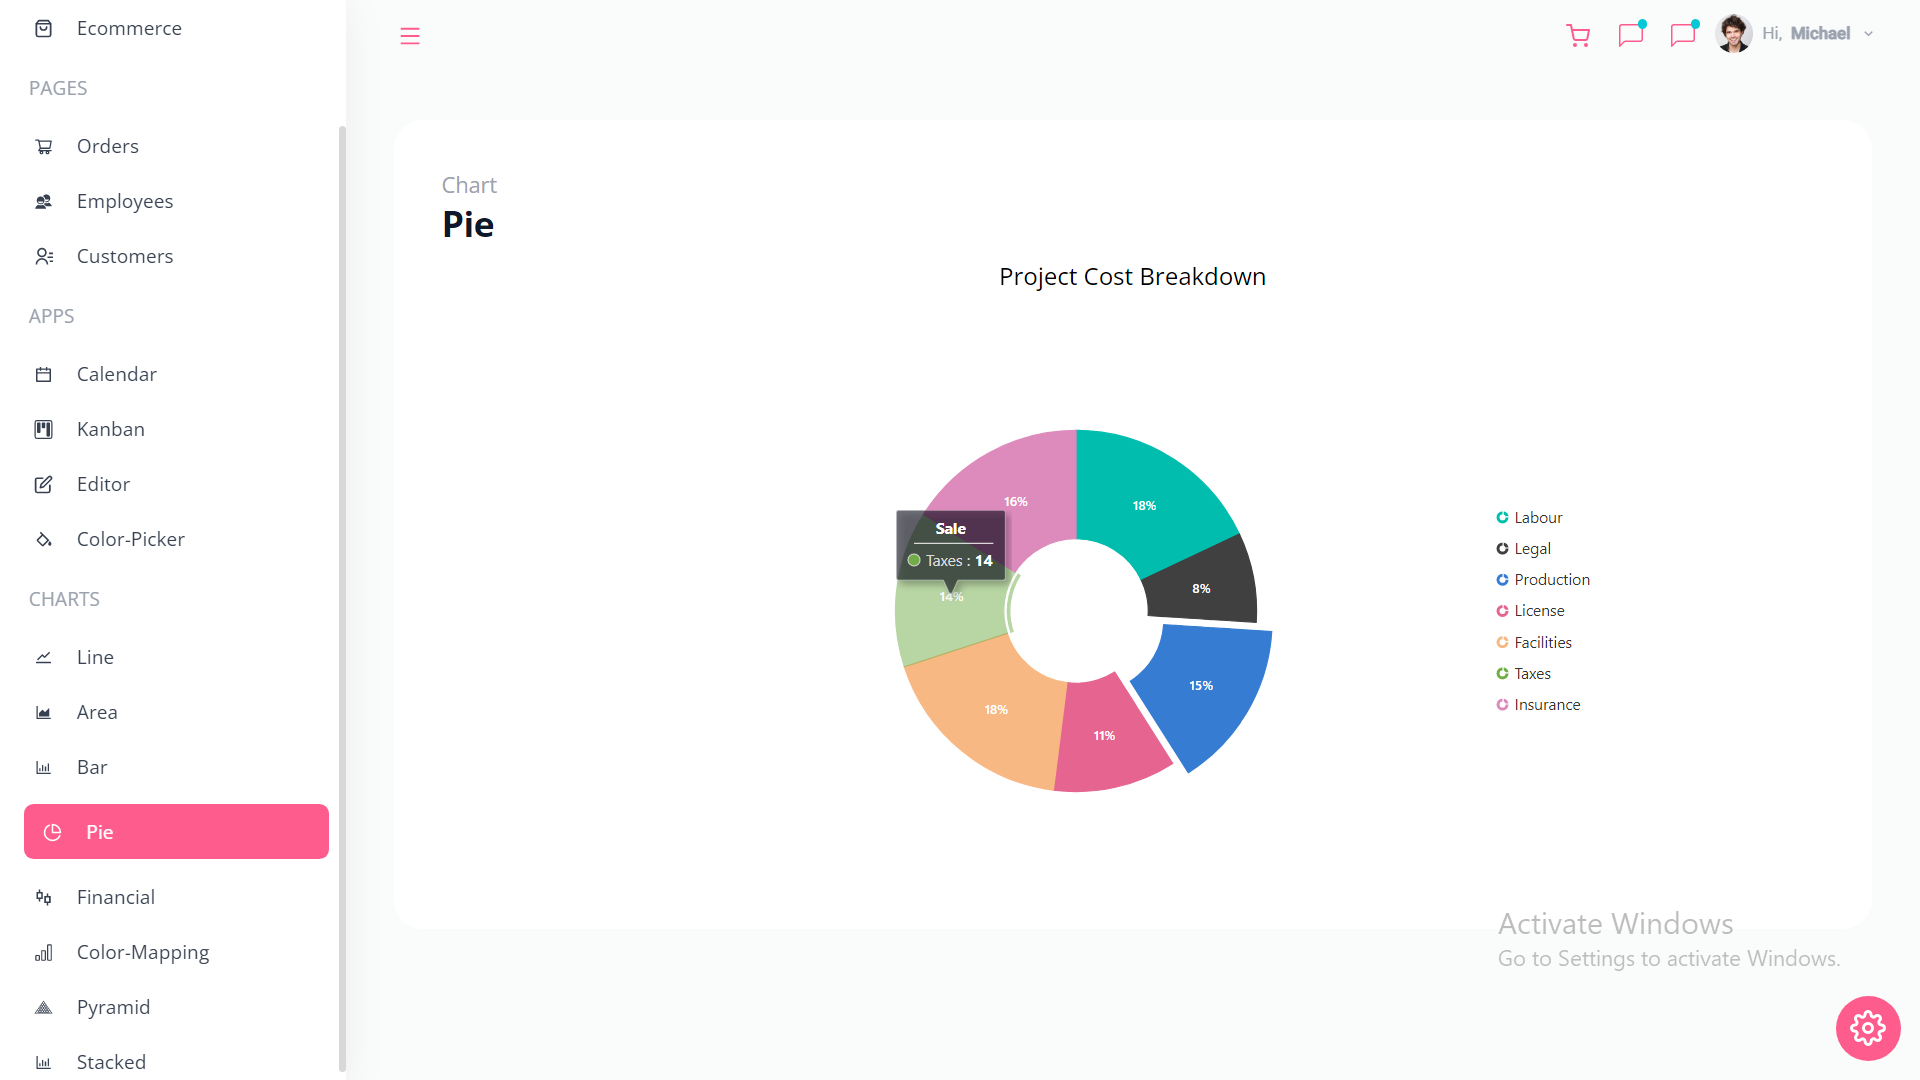 Ecommerce
PAGES
Orders
Employees
Customers
APPS
Calendar
Kanban
Editor
Color-Picker
CHARTS
Line
Area
Bar
Pie
Financial
Color-Mapping
Pyramid
Stacked
Hi, Michael
Chart
Pie
Project Cost Breakdown
16%
18%
Sale
Taxes : 14
14%
8%
15%
18%
11%
Labour
Legal
Production
License
Facilities
Taxes
Insurance
Activate Windows
Go to Settings to activate Windows.